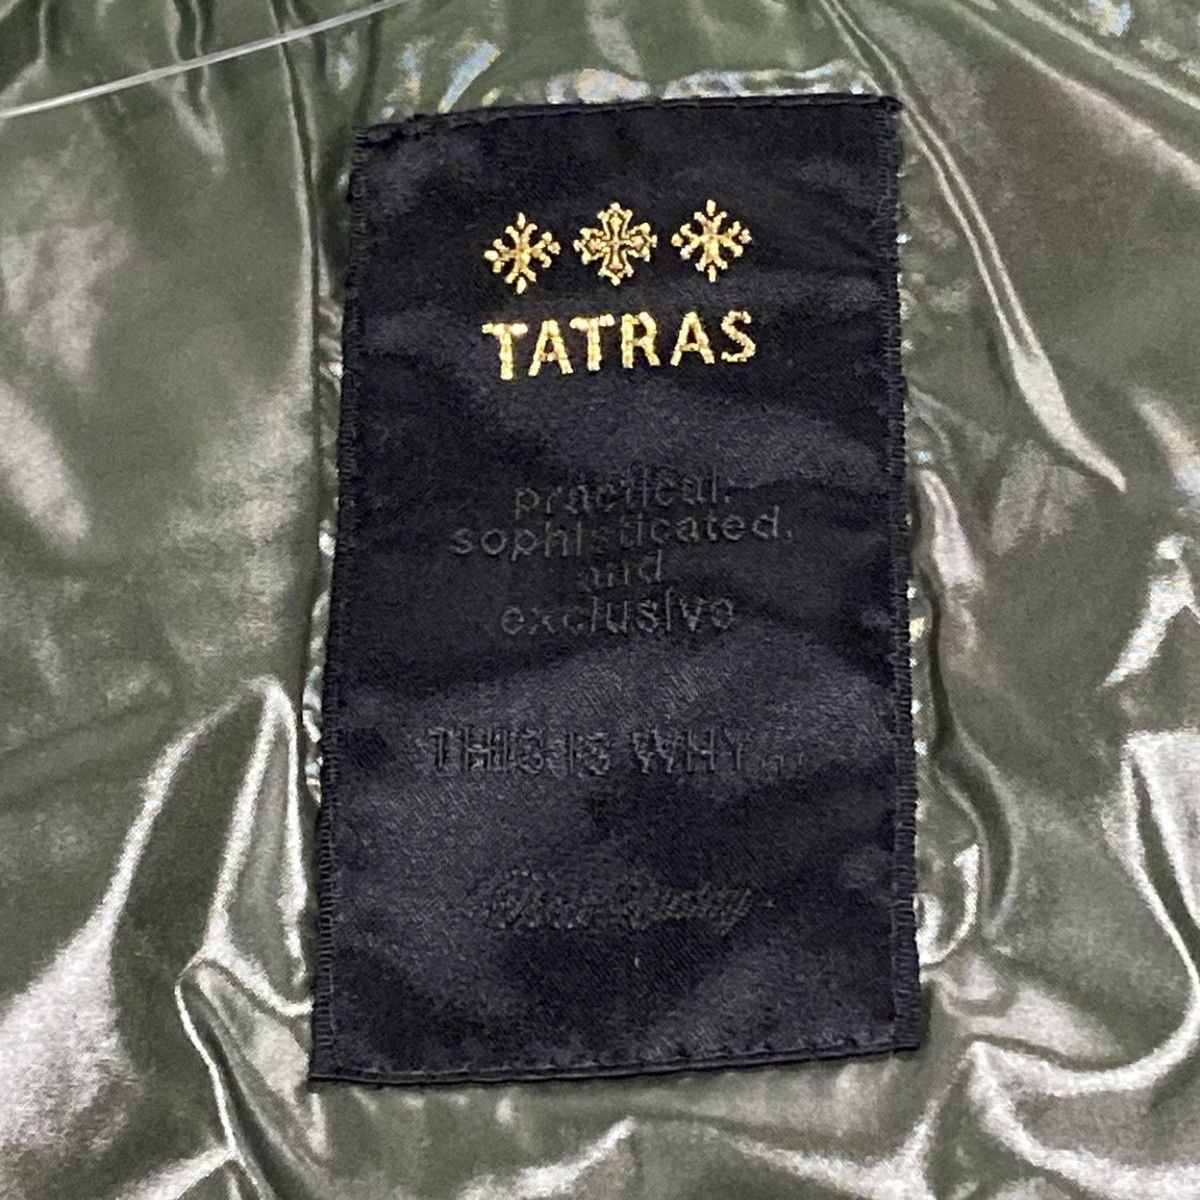 TATRAS
practical.
sophisticated.
and
exclusive
THIS IS WHY...